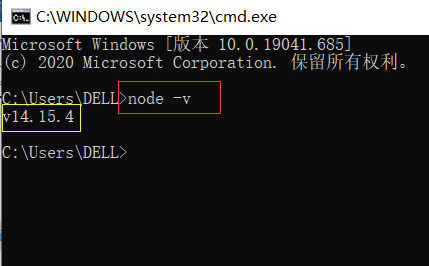 C:\WINDOWS\system32\cmd.exe
Microsoft Windows [版本 10.0.19041.685]
(c) 2020 Microsoft Corporation. 保留所有权利。
C:\Users\DELL>node -v
v14.15.4
C:\Users\DELL>